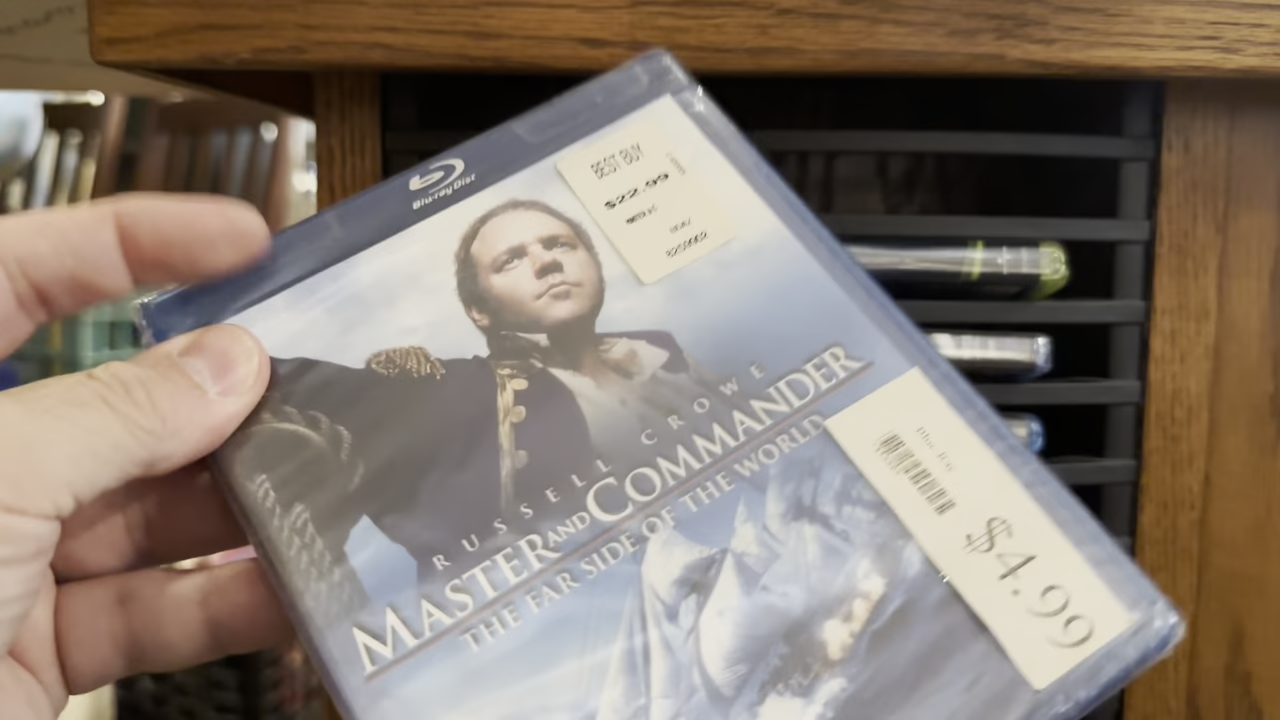 Blu-ray Disc
BEST BUY
$22.99
RUSSELL CROWE
MASTER AND COMMANDER
THE FAR SIDE OF THE WORLD
$4.99